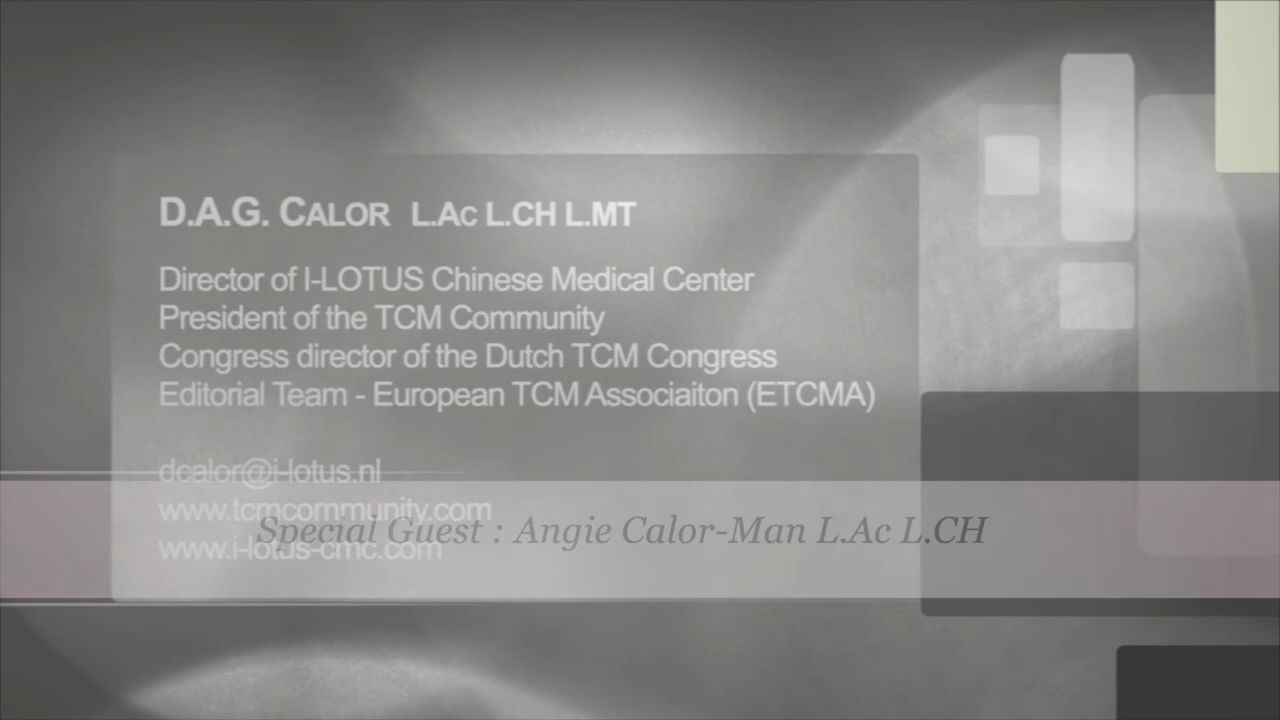 D.A.G. CALOR L.AC L.CH L.MT
Director of I-LOTUS Chinese Medical Center
President of the TCM Community
Congress director of the Dutch TCM Congress
Editorial Team - European TCM Associaiton (ETCMA)
dcalor@i-lotus.nl
www.tcmcommunity.com
Special Guest : Angie Calor-Man L.Ac L.CH
www.i-lotus-cmc.com